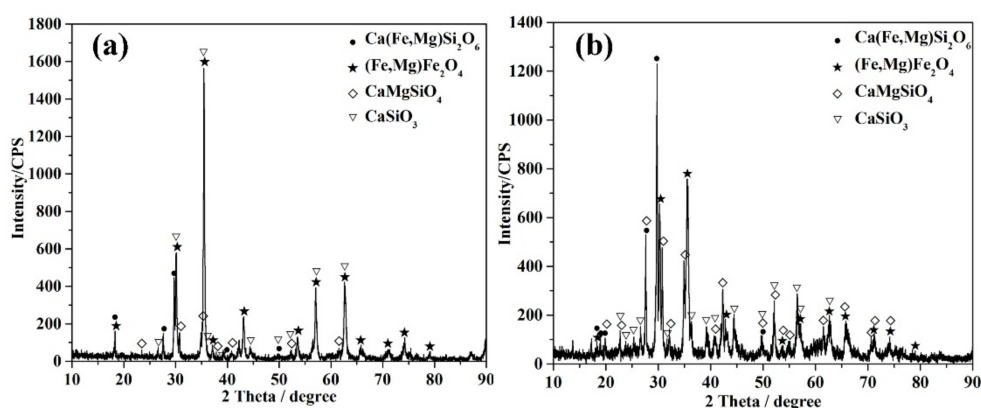 (a)
1800
1600
1400
1200
1000
800
600
400
200
0
Intensity/CPS
● Ca(Fe,Mg)Si₂O₆
★ (Fe,Mg)Fe₂O₄
◇ CaMgSiO₄
▽ CaSiO₃
10 20 30 40 50 60 70 80 90
2 Theta / degree
(b)
1400
1200
1000
800
600
400
200
0
Intensity/CPS
● Ca(Fe,Mg)Si₂O₆
★ (Fe,Mg)Fe₂O₄
◇ CaMgSiO₄
▽ CaSiO₃
10 20 30 40 50 60 70 80 90
2 Theta / degree